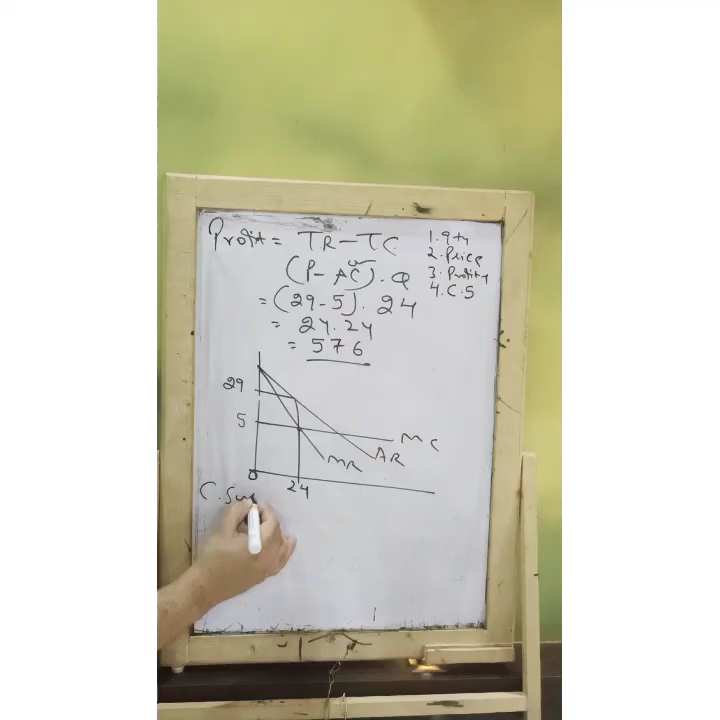 Profit = TR - TC
(P - AC) . Q
= (29 - 5) . 24
= 24 . 24
= 576
1. qty
2. Price
3. Profit
4. C.S
29
5
MC
AR
MR
0
24
C. Sur